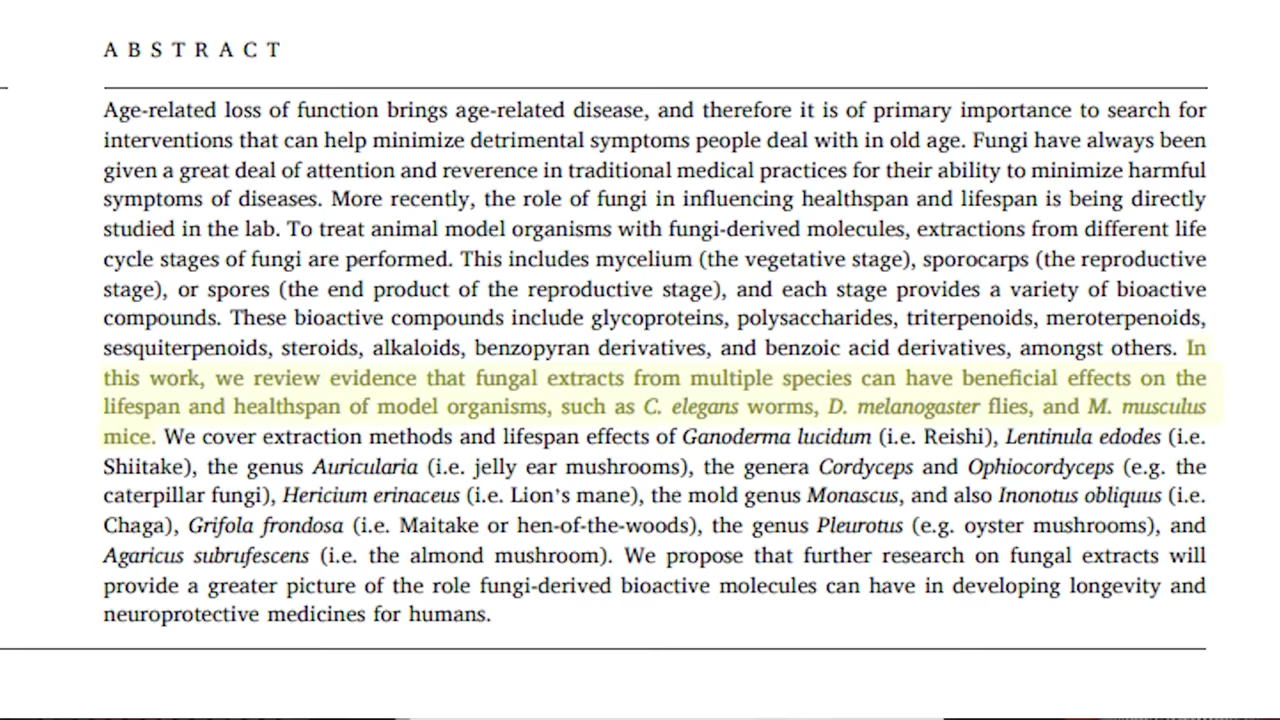 ABSTRACT
Age-related loss of function brings age-related disease, and therefore it is of primary importance to search for
interventions that can help minimize detrimental symptoms people deal with in old age. Fungi have always been
given a great deal of attention and reverence in traditional medical practices for their ability to minimize harmful
symptoms of diseases. More recently, the role of fungi in influencing healthspan and lifespan is being directly
studied in the lab. To treat animal model organisms with fungi-derived molecules, extractions from different life
cycle stages of fungi are performed. This includes mycelium (the vegetative stage), sporocarps (the reproductive
stage), or spores (the end product of the reproductive stage), and each stage provides a variety of bioactive
compounds. These bioactive compounds include glycoproteins, polysaccharides, triterpenoids, meroterpenoids,
sesquiterpenoids, steroids, alkaloids, benzopyran derivatives, and benzoic acid derivatives, amongst others. In
this work, we review evidence that fungal extracts from multiple species can have beneficial effects on the
lifespan and healthspan of model organisms, such as C. elegans worms, D. melanogaster flies, and M. musculus
mice. We cover extraction methods and lifespan effects of Ganoderma lucidum (i.e. Reishi), Lentinula edodes (i.e.
Shiitake), the genus Auricularia (i.e. jelly ear mushrooms), the genera Cordyceps and Ophiocordyceps (e.g. the
caterpillar fungi), Hericium erinaceus (i.e. Lion's mane), the mold genus Monascus, and also Inonotus obliquus (i.e.
Chaga), Grifola frondosa (i.e. Maitake or hen-of-the-woods), the genus Pleurotus (e.g. oyster mushrooms), and
Agaricus subrufescens (i.e. the almond mushroom). We propose that further research on fungal extracts will
provide a greater picture of the role fungi-derived bioactive molecules can have in developing longevity and
neuroprotective medicines for humans.